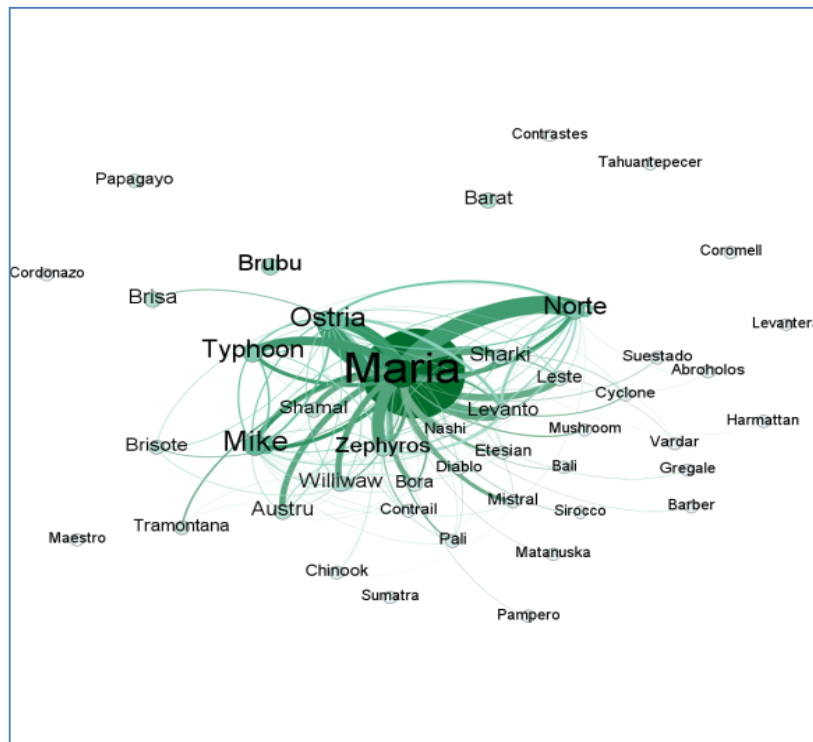 Contrastes
Tahuantepecer
Papagayo
Barat
Coromell
Brubu
Cordonazo
Brisa
Norte
Ostria
Levantera
Typhoon
Maria
Sharki
Suestado
Abroholos
Leste
Cyclone
Shamal
Levanto
Harmattan
Nashi
Mushroom
Mike
Zephyros
Brisote
Etesian
Vardar
Diablo
Bali
Gregale
Williwaw
Bora
Mistral
Austru
Contrail
Sirocco
Barber
Tramontana
Maestro
Pali
Matanuska
Chinook
Sumatra
Pampero